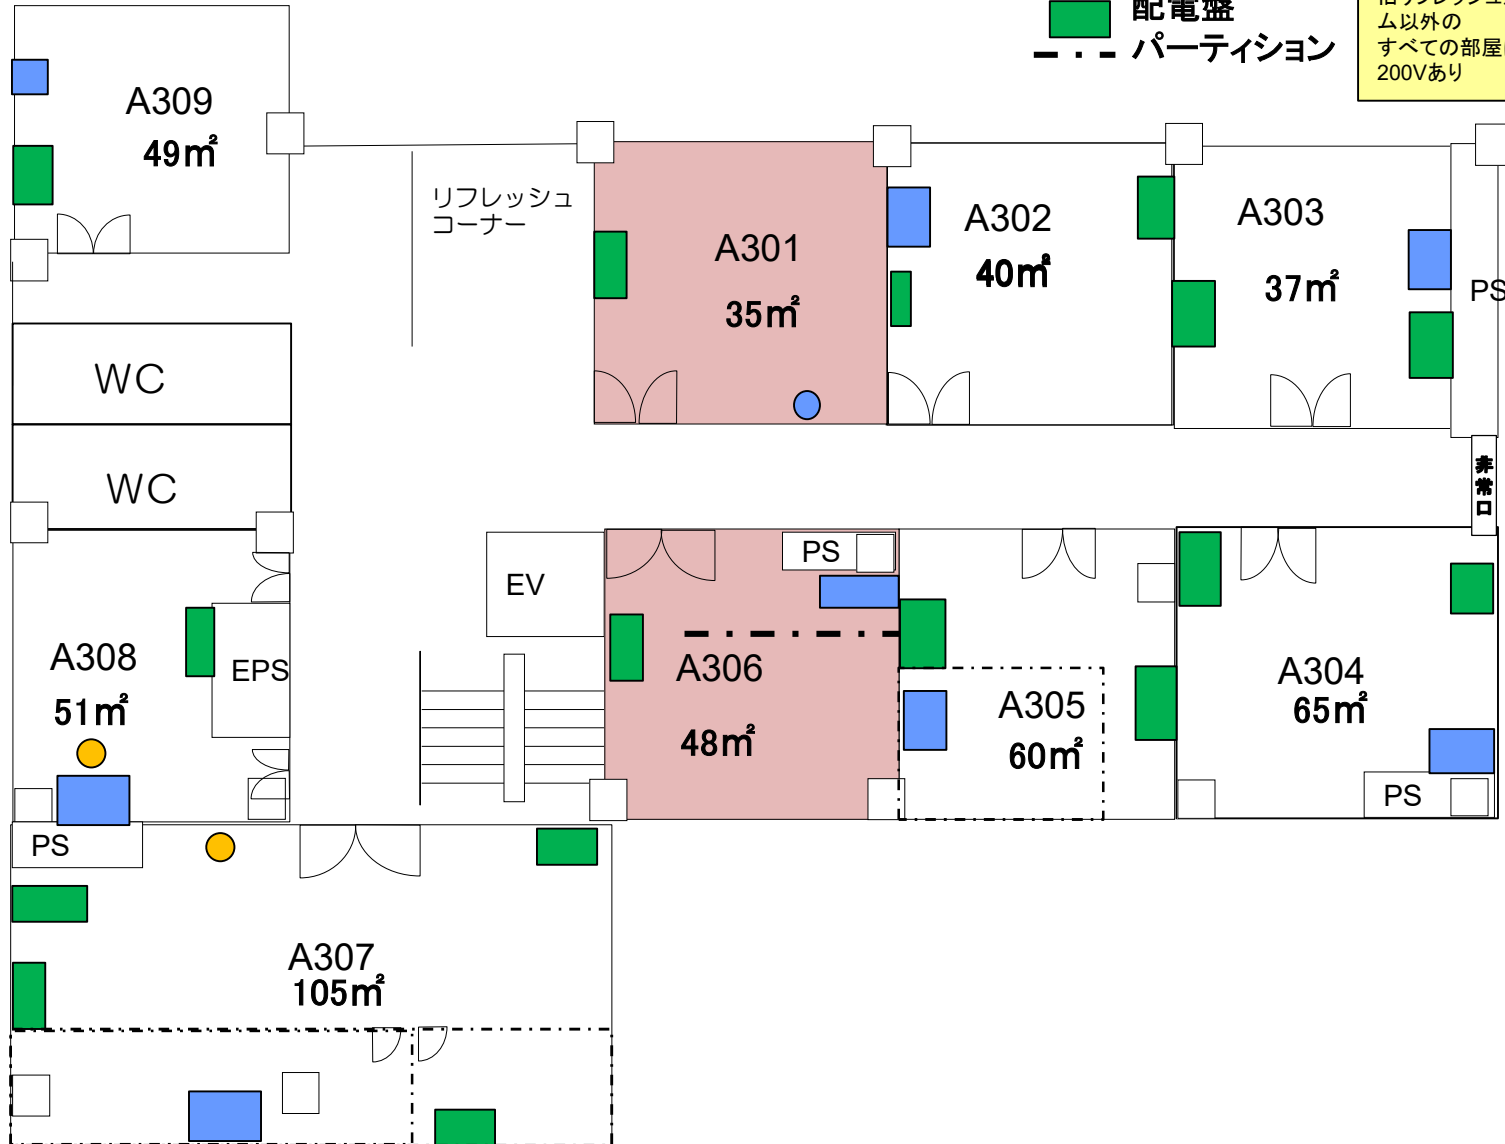 配電盤
パーティション
ム以外の
すべての部屋
200Vあり
A309
49㎡
リフレッシュ
コーナー
A301
35㎡
A302
40㎡
A303
37㎡
PS
WC
WC
非常口
EV
PS
A308
51㎡
EPS
A306
48㎡
A305
60㎡
A304
65㎡
PS
PS
A307
105㎡